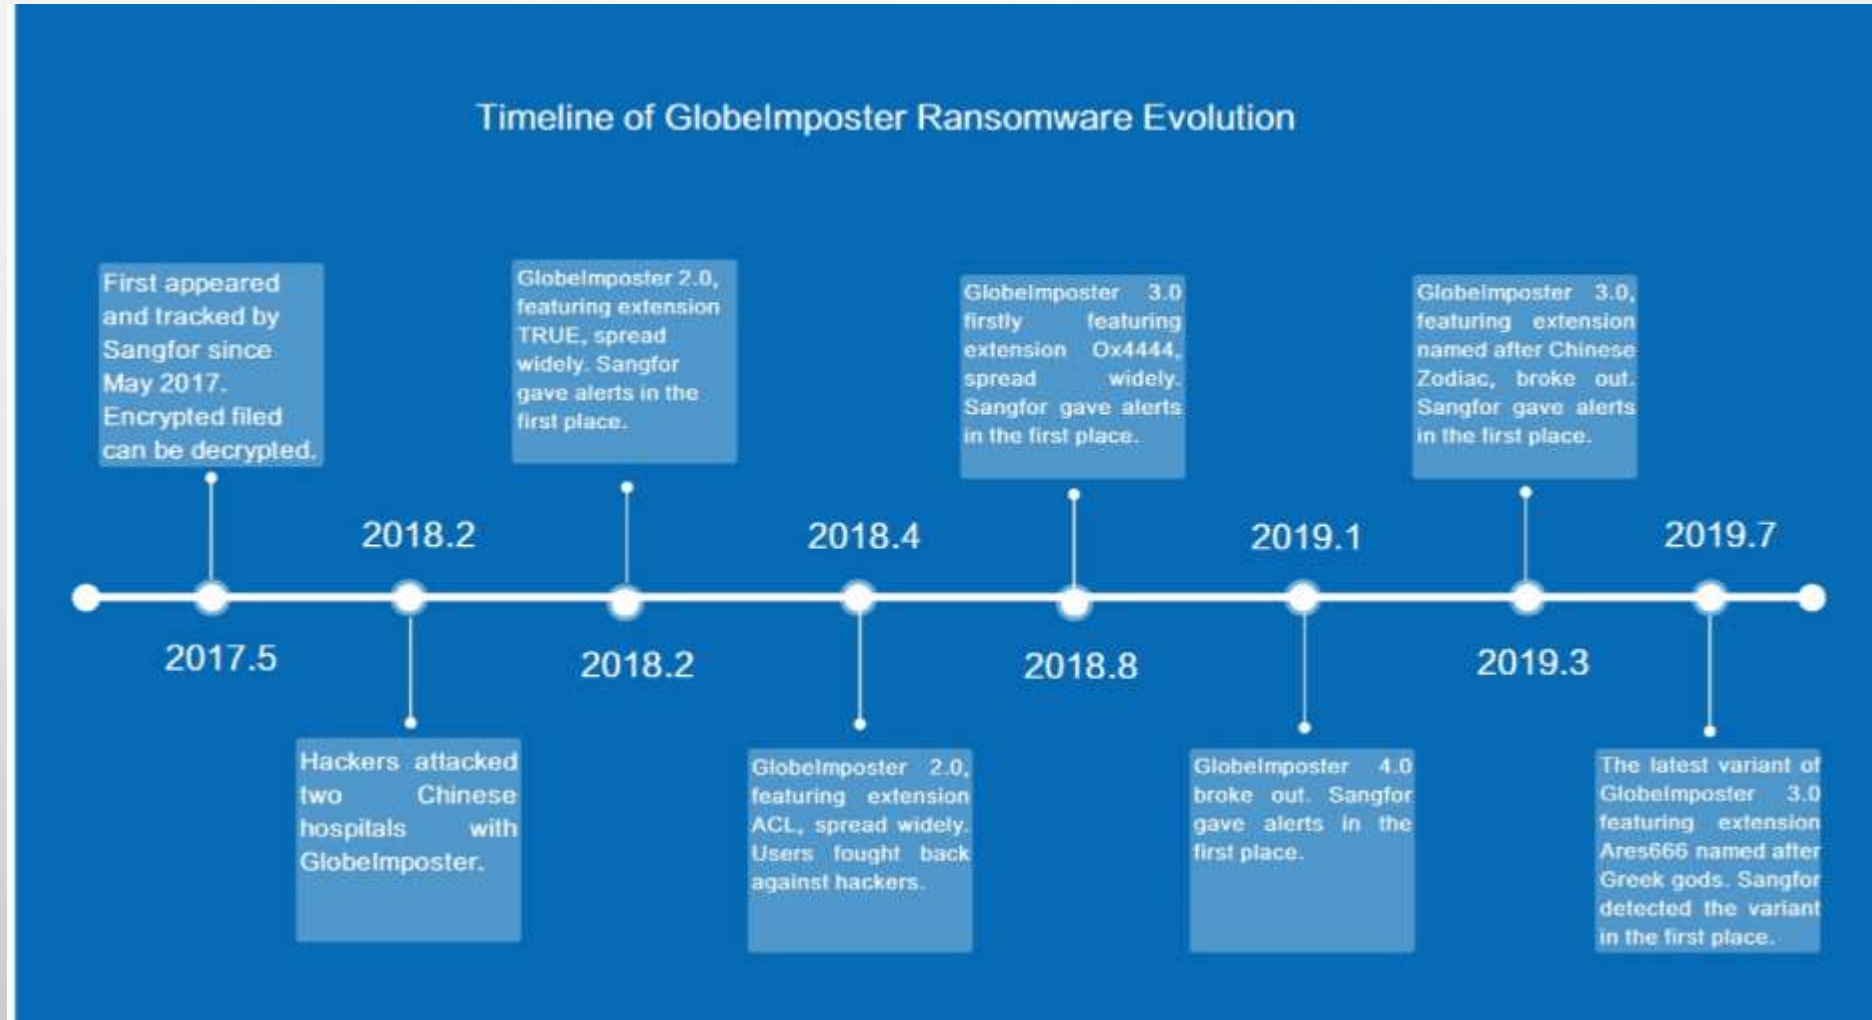 Timeline of GlobeImposter Ransomware Evolution
First appeared
and tracked by
Sangfor since
May 2017.
Encrypted filed
can be decrypted.
GlobeImposter 2.0,
featuring extension
TRUE, spread
widely. Sangfor
gave alerts in the
first place.
GlobeImposter 3.0
firstly featuring
extension Ox4444,
spread widely.
Sangfor gave alerts
in the first place.
GlobeImposter 3.0,
featuring extension
named after Chinese
Zodiac, broke out.
Sangfor gave alerts
in the first place.
2018.2
2018.4
2019.1
2019.7
2017.5
2018.2
2018.8
2019.3
Hackers attacked
two Chinese
hospitals with
GlobeImposter.
GlobeImposter 2.0,
featuring extension
ACL, spread widely.
Users fought back
against hackers.
GlobeImposter 4.0
broke out. Sangfor
gave alerts in the
first place.
The latest variant of
GlobeImposter 3.0
featuring extension
Ares666 named after
Greek gods. Sangfor
detected the variant
in the first place.